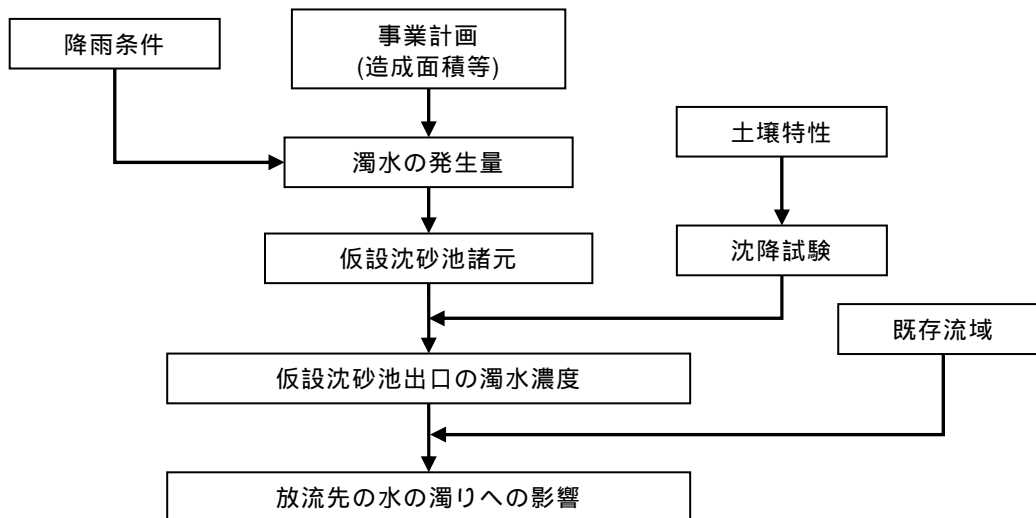 降雨条件
事業計画
(造成面積等)
土壌特性
濁水の発生量
仮設沈砂池諸元
沈降試験
既存流域
仮設沈砂池出口の濁水濃度
放流先の水の濁りへの影響